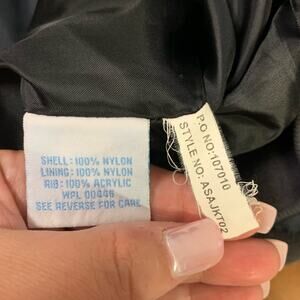 SHELL: 100% NYLON
LINING: 100% NYLON
RIB: 100% ACRYLIC
WPL 00446
SEE REVERSE FOR CARE
P.O NO: 107010
STYLE NO: ASAJKT02